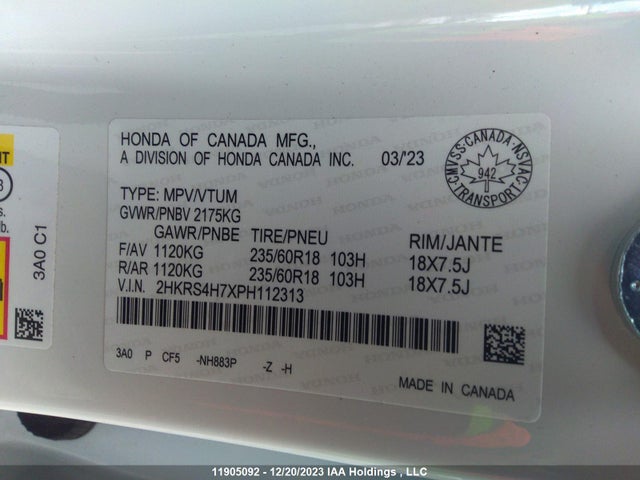 HONDA OF CANADA MFG.,
A DIVISION OF HONDA CANADA INC. 03/'23
CMVSS·CANADA·NSVAC
942
TRANSPORT
TYPE: MPV/VTUM
GVWR/PNBV 2175KG
GAWR/PNBE TIRE/PNEU RIM/JANTE
F/AV 1120KG 235/60R18 103H 18X7.5J
R/AR 1120KG 235/60R18 103H 18X7.5J
V.I.N. 2HKRS4H7XPH112313
3A0 P CF5 -NH883P -Z -H
MADE IN CANADA
3A0 C1
11905092 - 12/20/2023 IAA Holdings , LLC